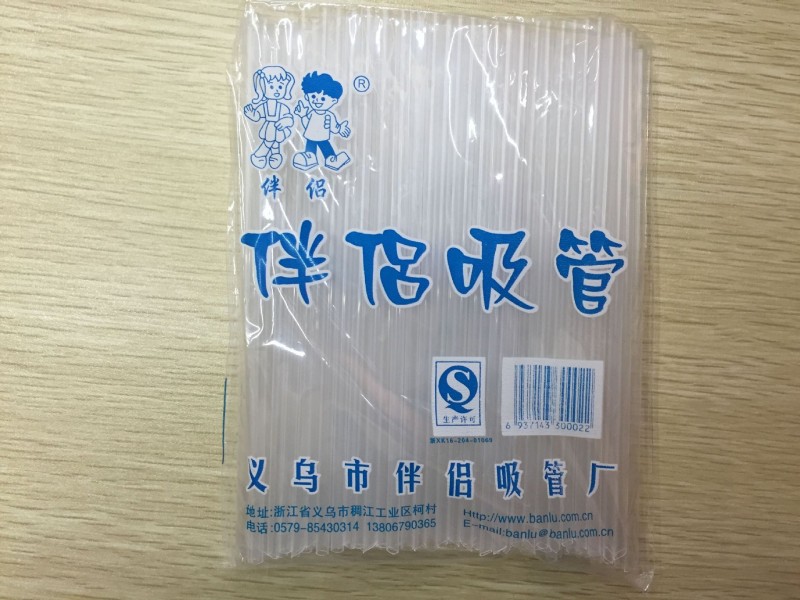 ®
伴侣
伴侣吸管
生产许可
6 937143 300022
义乌市伴侣吸管厂
地址:浙江省义乌市稠江工业区柯村
电话:0579-85430314 13806790365
Http://www.banlu.com.cn
E-mail:banlu@banlu.com.cn